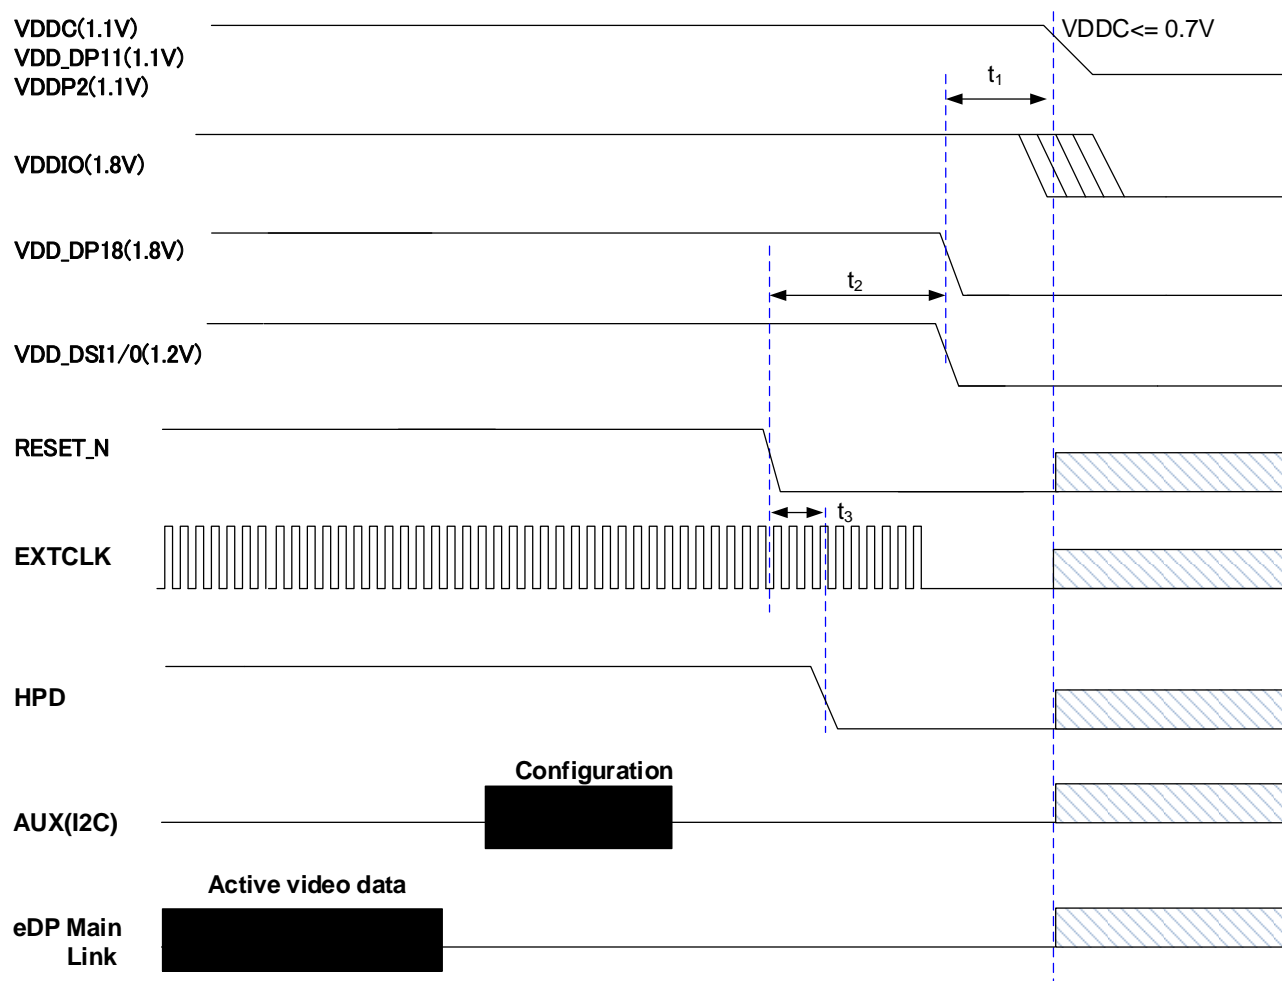 VDDC(1.1V)
VDD_DP11(1.1V)
VDDP2(1.1V)
VDDC<= 0.7V
t1
VDDIO(1.8V)
VDD_DP18(1.8V)
t2
VDD_DSI1/0(1.2V)
RESET_N
t3
EXTCLK
HPD
Configuration
AUX(I2C)
Active video data
eDP Main
Link